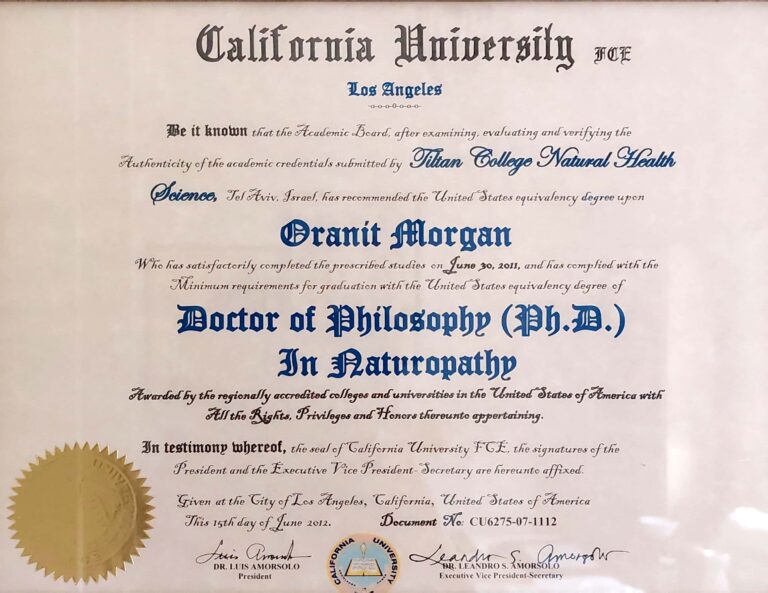 California University FCE
Los Angeles
Be it known that the Academic Board, after examining, evaluating and verifying the
Authenticity of the academic credentials submitted by Tiltan College Natural Health
Science, Tel Aviv, Israel, has recommended the United States equivalency degree upon
Oranit Morgan
Who has satisfactorily completed the prescribed studies on June 30, 2011, and has complied with the
Minimum requirements for graduation with the United States equivalency degree of
Doctor of Philosophy (Ph.D.)
In Naturopathy
Awarded by the regionally accredited colleges and universities in the United States of America with
All the Rights, Privileges and Honors thereunto appertaining.
In testimony whereof, the seal of California University FCE, the signatures of the
President and the Executive Vice President-Secretary are hereunto affixed.
Given at the City of Los Angeles, California, United States of America
This 15th day of June 2012. Document No: CU6275-07-1112
DR. LUIS AMORSOLO
President
CALIFORNIA UNIVERSITY
Leandro S. Amorsolo
DR. LEANDRO S. AMORSOLO
Executive Vice President-Secretary